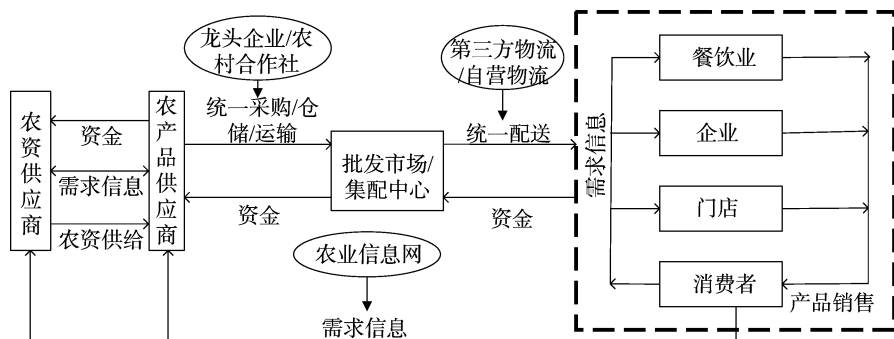 龙头企业/农
村合作社
第三方物流
/自营物流
农资供应商
资金
需求信息
农资供给
农产品供应商
统一采购/仓
储/运输
资金
批发市场/
集配中心
统一配送
资金
农业信息网
需求信息
需求信息
餐饮业
企业
门店
消费者
产品销售